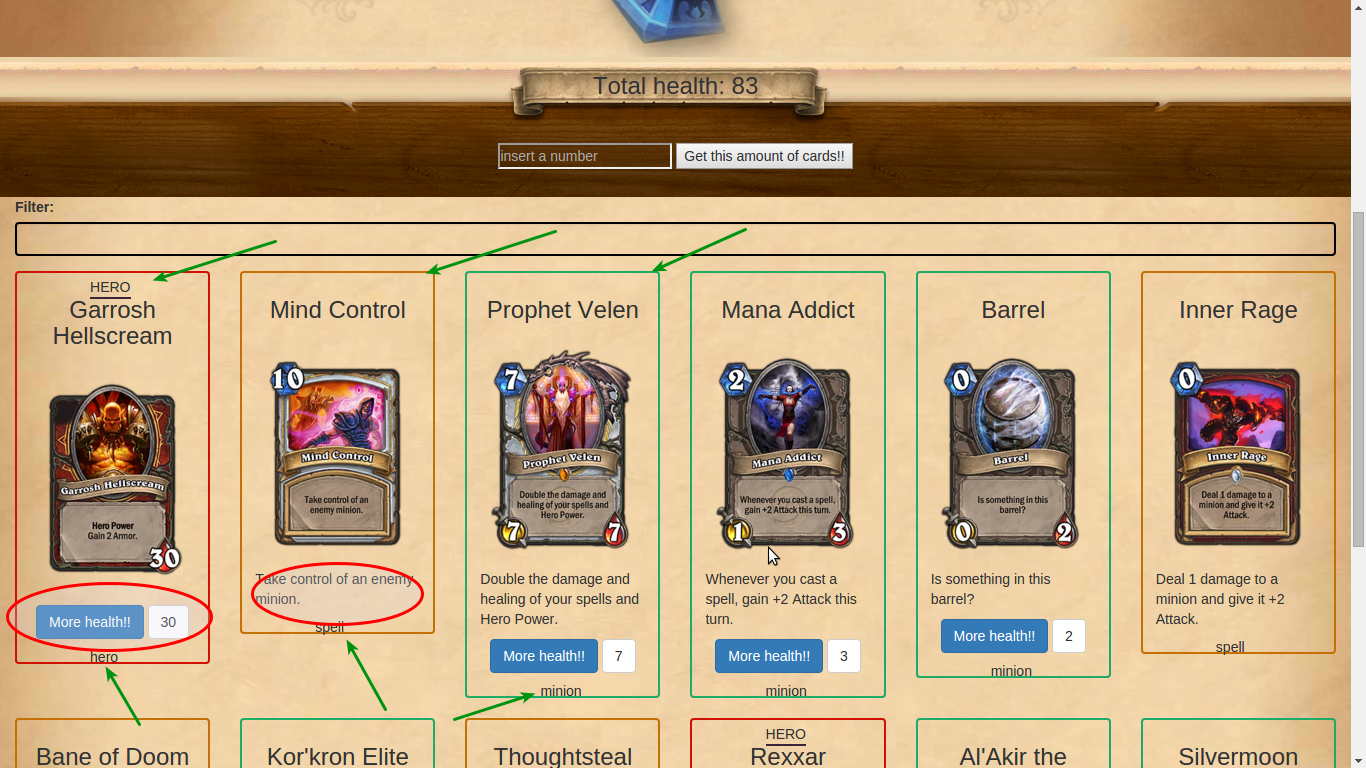 Total health: 83
insert a number
Get this amount of cards!!
Filter:
HERO
Garrosh
Hellscream
Garrosh Hellscream
Hero Power
Gain 2 Armor.
30
More health!!
30
hero
Mind Control
10
Mind Control
Take control of an
enemy minion.
Take control of an enemy
minion.
spell
Prophet Velen
7
Prophet Velen
Double the damage and
healing of your spells and
Hero Power.
7
7
Double the damage and
healing of your spells and
Hero Power.
More health!!
7
minion
Mana Addict
2
Mana Addict
Whenever you cast a spell,
gain +2 Attack this turn.
1
3
Whenever you cast a
spell, gain +2 Attack this
turn.
More health!!
3
minion
Barrel
0
Barrel
Is something in this
barrel?
0
2
Is something in this
barrel?
More health!!
2
minion
Inner Rage
0
Inner Rage
Deal 1 damage to a
minion and give it +2
Attack.
Deal 1 damage to a
minion and give it +2
Attack.
spell
Bane of Doom
Kor'kron Elite
Thoughtsteal
HERO
Rexxar
Al'Akir the
Silvermoon